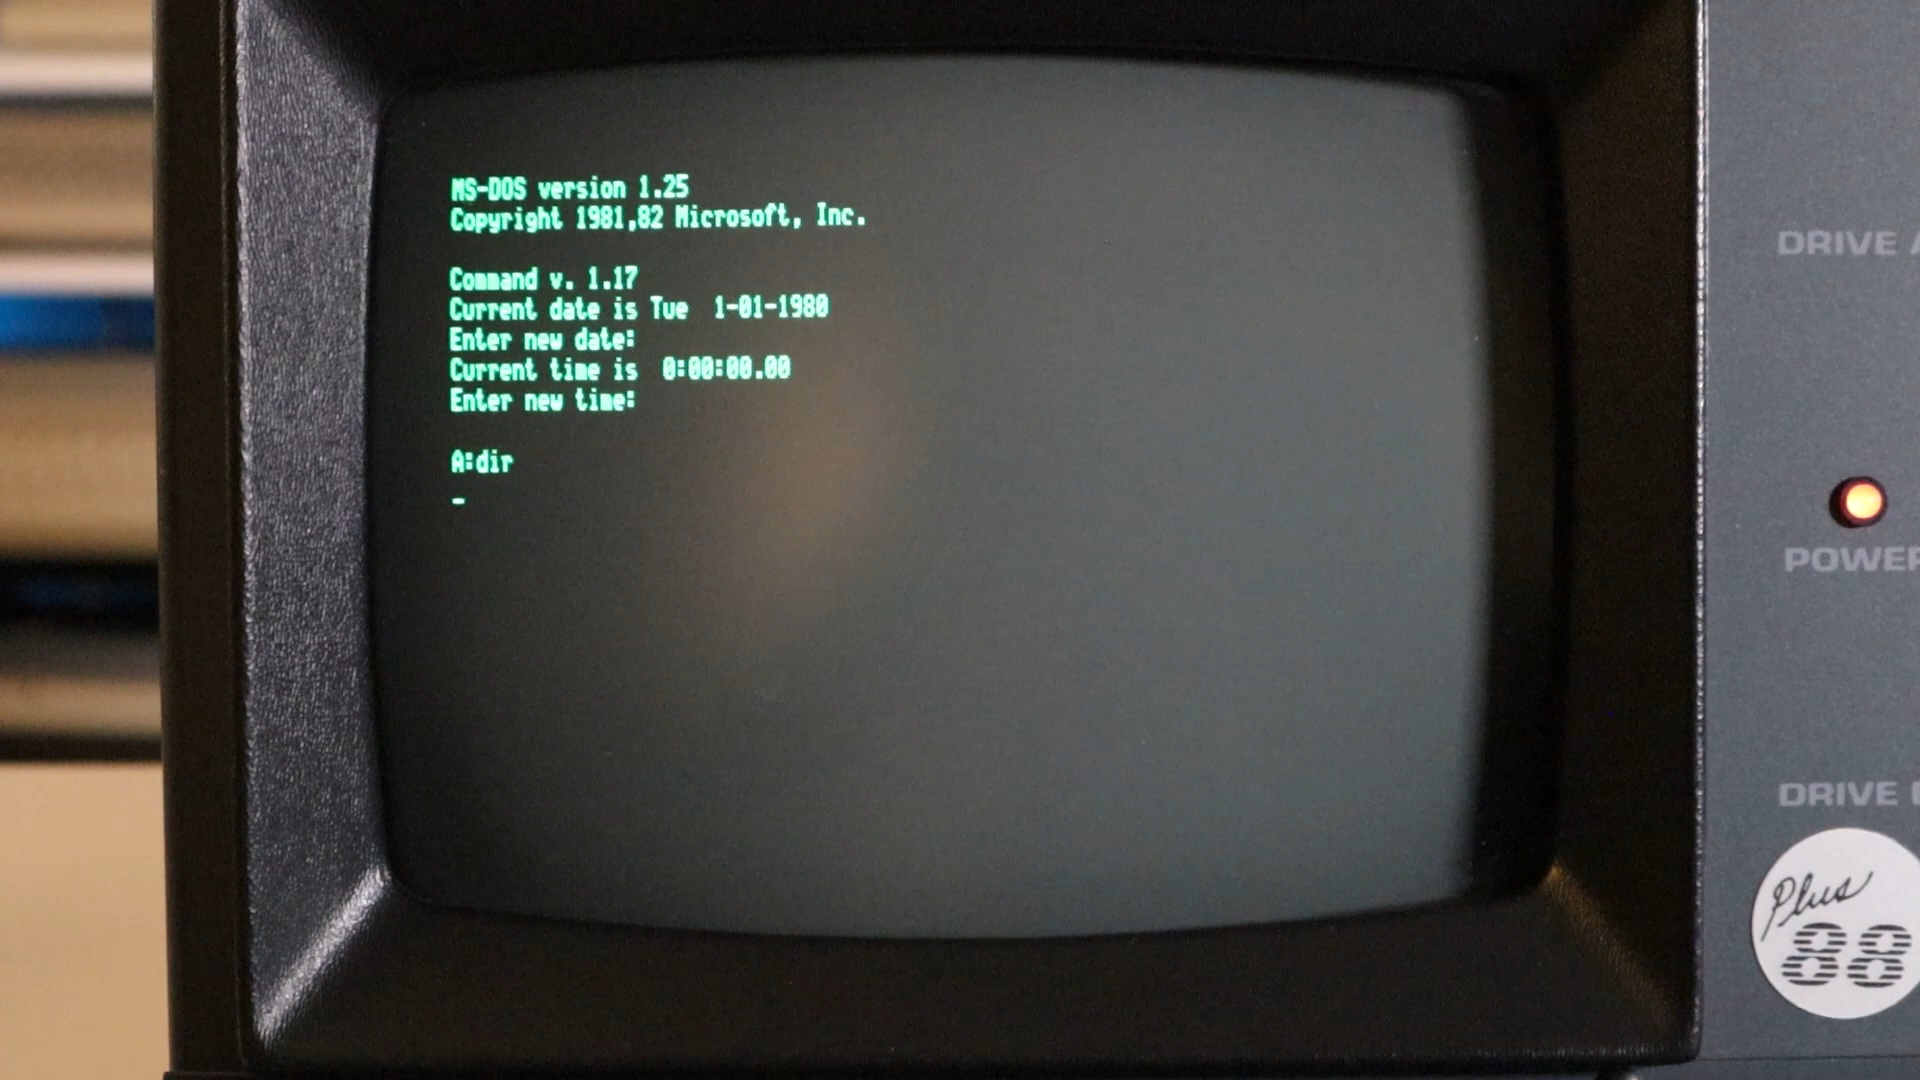 MS-DOS version 1.25
Copyright 1981,82 Microsoft, Inc.
Command v. 1.17
Current date is Tue  1-01-1980
Enter new date:
Current time is  0:00:00.00
Enter new time:
A:dir
DRIVE A
POWER
DRIVE
Plus
88